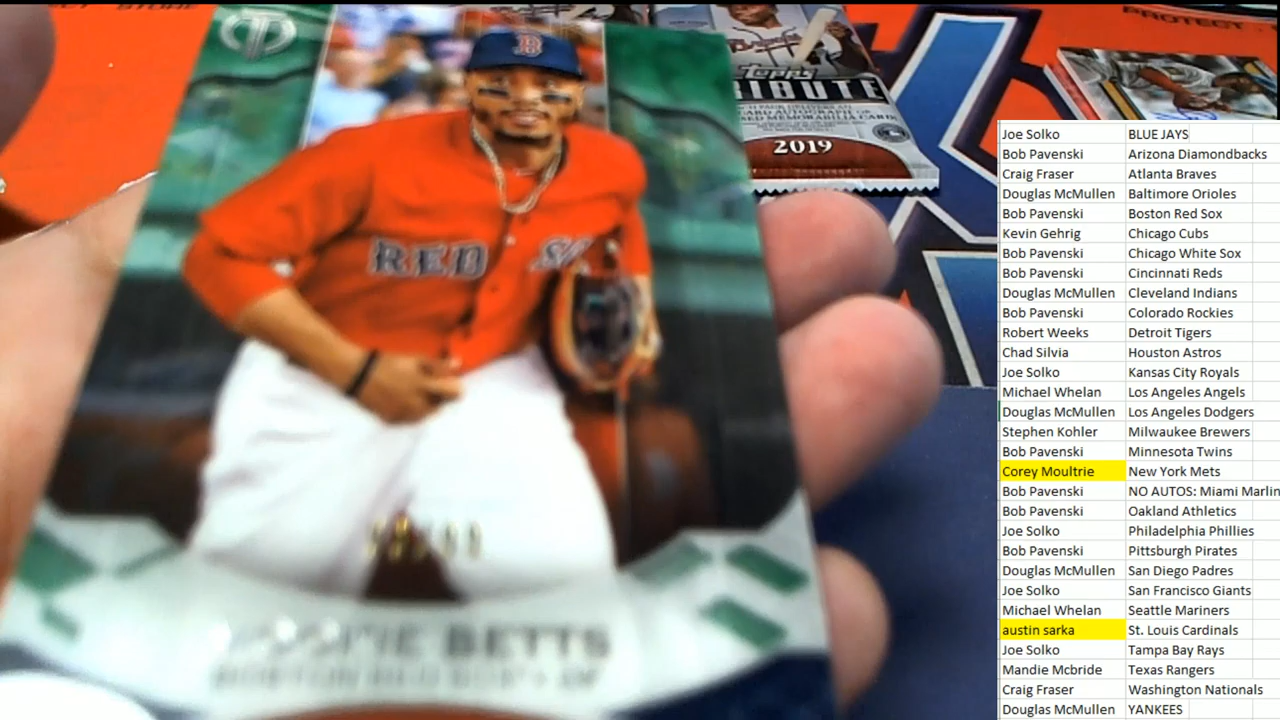 PROTECT
B
Topps
TRIBUTE
2019
RED
BETTS
Joe Solko BLUE JAYS
Bob Pavenski Arizona Diamondbacks
Craig Fraser Atlanta Braves
Douglas McMullen Baltimore Orioles
Bob Pavenski Boston Red Sox
Kevin Gehrig Chicago Cubs
Bob Pavenski Chicago White Sox
Bob Pavenski Cincinnati Reds
Douglas McMullen Cleveland Indians
Bob Pavenski Colorado Rockies
Robert Weeks Detroit Tigers
Chad Silvia Houston Astros
Joe Solko Kansas City Royals
Michael Whelan Los Angeles Angels
Douglas McMullen Los Angeles Dodgers
Stephen Kohler Milwaukee Brewers
Bob Pavenski Minnesota Twins
Corey Moultrie New York Mets
Bob Pavenski NO AUTOS: Miami Marlin
Bob Pavenski Oakland Athletics
Joe Solko Philadelphia Phillies
Bob Pavenski Pittsburgh Pirates
Douglas McMullen San Diego Padres
Joe Solko San Francisco Giants
Michael Whelan Seattle Mariners
austin sarka St. Louis Cardinals
Joe Solko Tampa Bay Rays
Mandie Mcbride Texas Rangers
Craig Fraser Washington Nationals
Douglas McMullen YANKEES